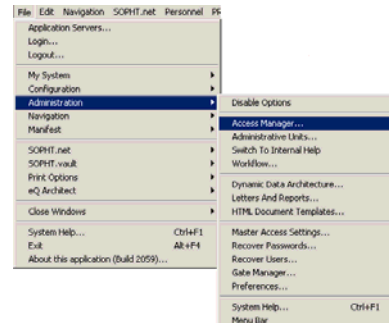 File Edit Navigation SOPHT.net Personnel
Application Servers...
Login...
Logout...
My System
Configuration
Administration
Navigation
Manifest
SOPHT.net
SOPHT.vault
Print Options
eQ Architect
Close Windows
System Help... Ctrl+F1
Exit Alt+F4
About this application (Build 2059)...
Disable Options
Access Manager...
Administrative Units...
Switch To Internal Help
Workflow...
Dynamic Data Architecture...
Letters And Reports...
HTML Document Templates...
Master Access Settings...
Recover Passwords...
Recover Users...
Gate Manager...
Preferences...
System Help... Ctrl+F1
Menu Bar